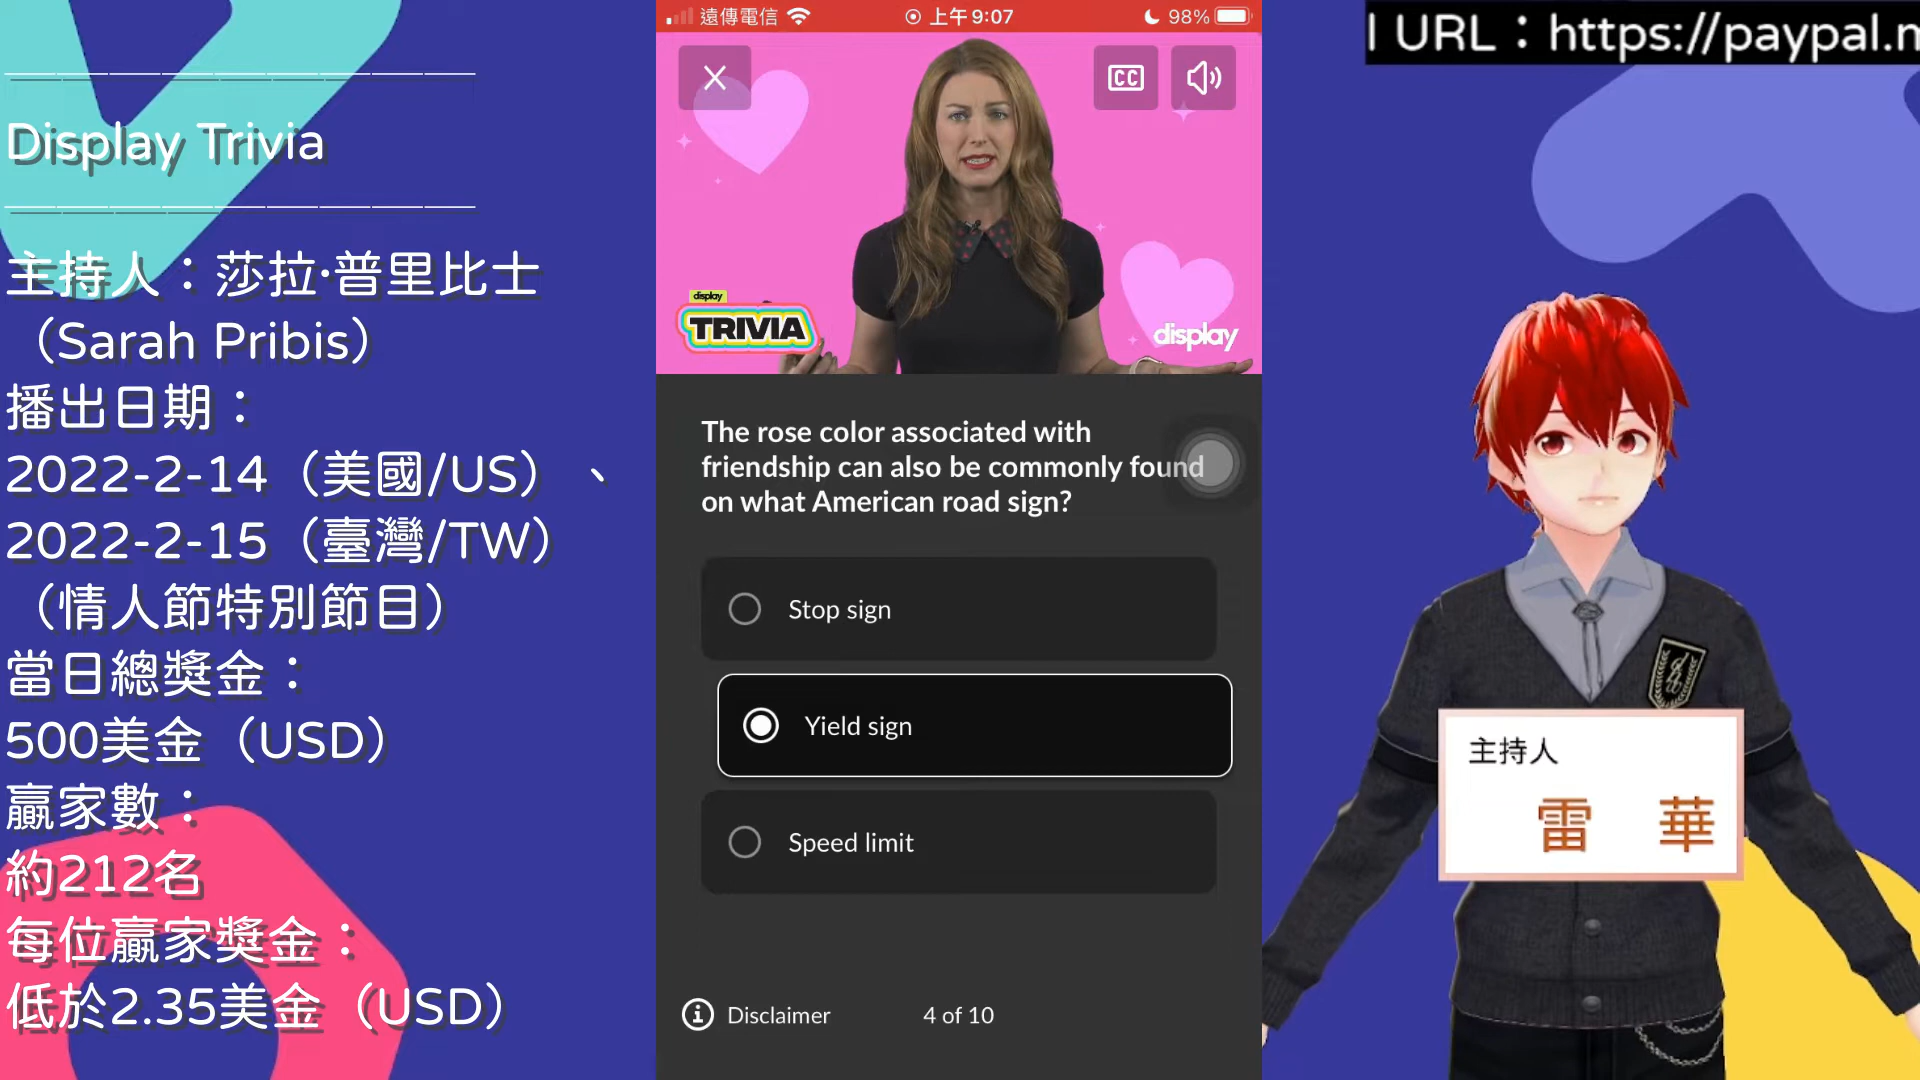 Display Trivia
主持人：莎拉·普里比士
（Sarah Pribis）
播出日期：
2022-2-14（美國/US）、
2022-2-15（臺灣/TW）
（情人節特別節目）
當日總獎金：
500美金（USD）
贏家數：
約212名
每位贏家獎金：
低於2.35美金（USD）
遠傳電信
上午9:07
98%
CC
display
TRIVIA
display
The rose color associated with
friendship can also be commonly found
on what American road sign?
Stop sign
Yield sign
Speed limit
Disclaimer
4 of 10
URL：https://paypal.m
主持人
雷 華